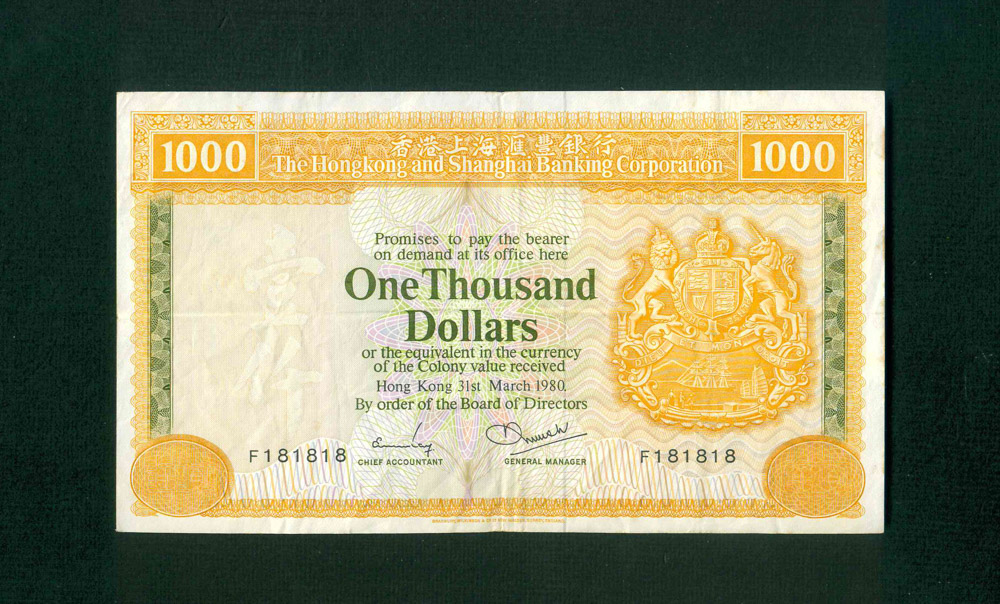 1000 香港上海滙豐銀行 1000
The Hongkong and Shanghai Banking Corporation
Promises to pay the bearer
on demand at its office here
One Thousand
Dollars
or the equivalent in the currency
of the Colony value received
Hong Kong 31st March 1980.
By order of the Board of Directors
F181818 F181818
CHIEF ACCOUNTANT GENERAL MANAGER